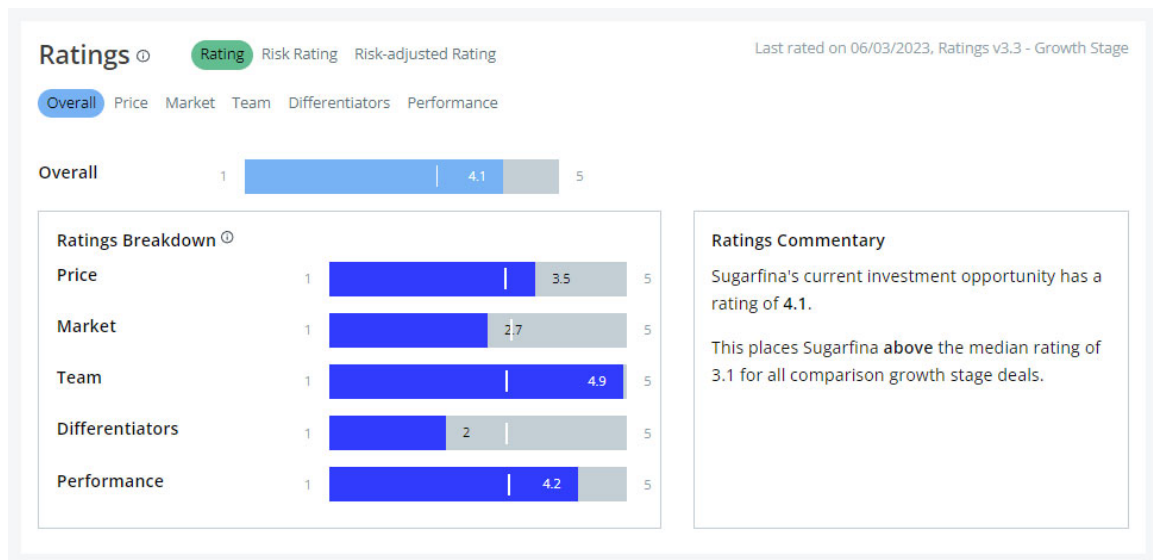 Ratings
Rating Risk Rating Risk-adjusted Rating
Last rated on 06/03/2023, Ratings v3.3 - Growth Stage
Overall Price Market Team Differentiators Performance
Overall 1 4.1 5
Ratings Breakdown
Price 1 3.5 5
Market 1 2.7 5
Team 1 4.9 5
Differentiators 1 2 5
Performance 1 4.2 5
Ratings Commentary
Sugarfina's current investment opportunity has a
rating of 4.1.
This places Sugarfina above the median rating of
3.1 for all comparison growth stage deals.